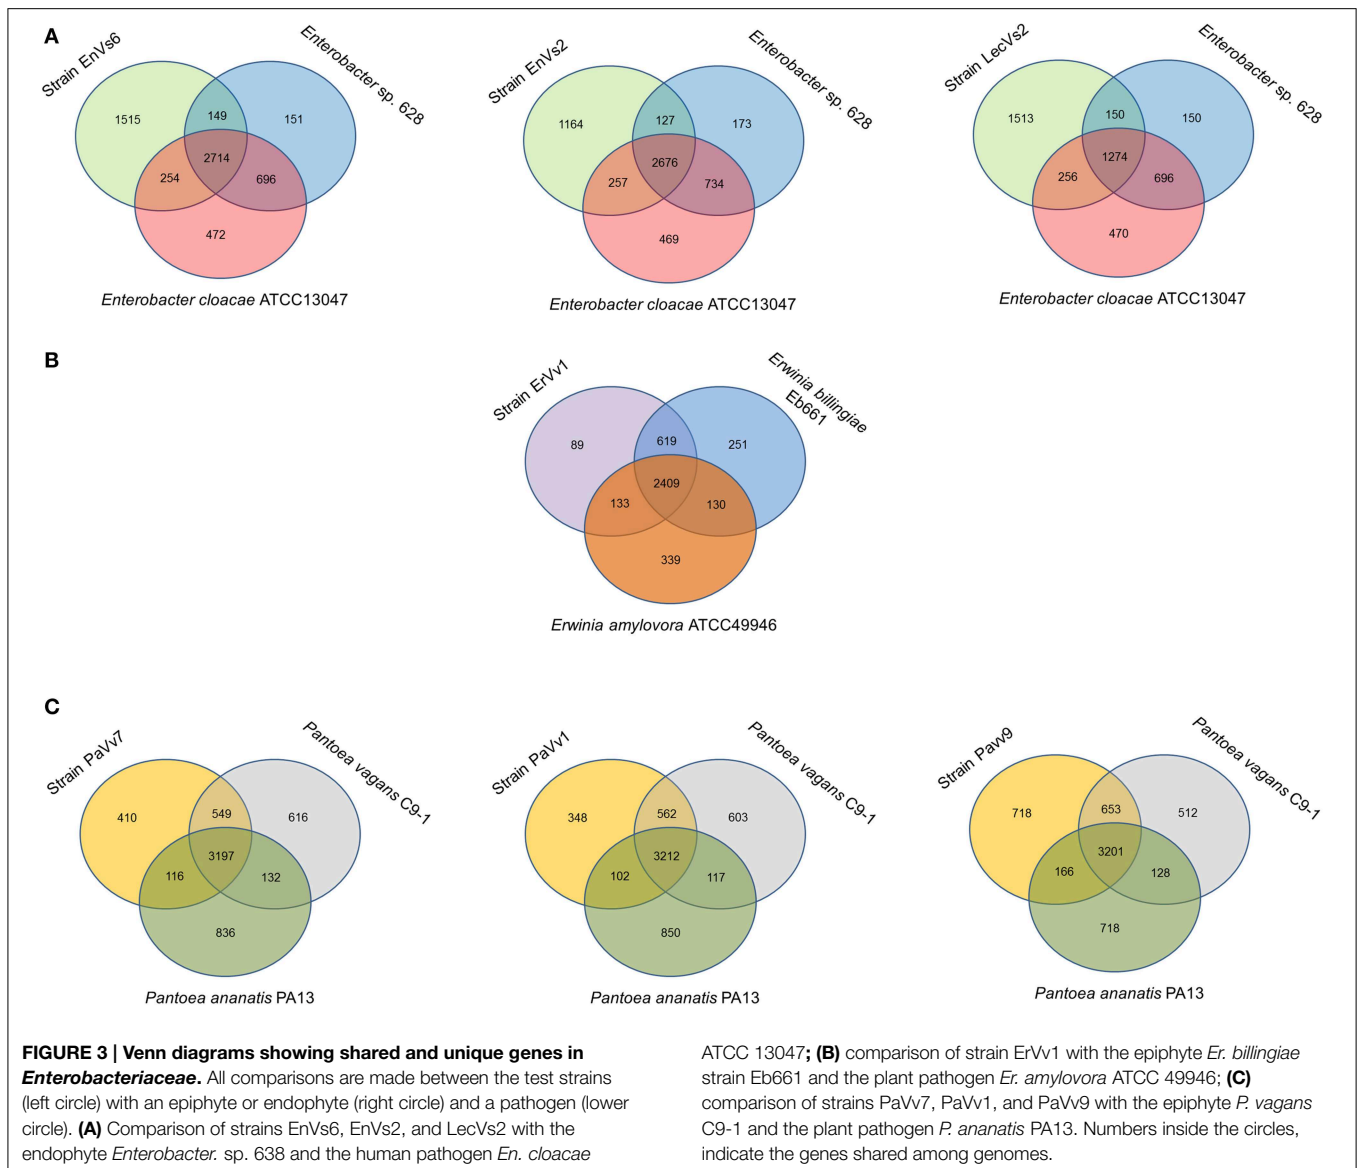 A
Strain EnVs6
Enterobacter sp. 628
1515
149
151
2714
254
696
472
Enterobacter cloacae ATCC13047
Strain EnVs2
Enterobacter sp. 628
1164
127
173
2676
257
734
469
Enterobacter cloacae ATCC13047
Strain LecVs2
Enterobacter sp. 628
1513
150
150
1274
256
696
470
Enterobacter cloacae ATCC13047
B
Strain ErVv1
Erwinia billingiae
Eb661
89
619
251
2409
133
130
339
Erwinia amylovora ATCC49946
C
Strain PaVv7
Pantoea vagans C9-1
410
549
616
3197
116
132
836
Pantoea ananatis PA13
Strain PaVv1
Pantoea vagans C9-1
348
562
603
3212
102
117
850
Pantoea ananatis PA13
Strain Pavv9
Pantoea vagans C9-1
718
653
512
3201
166
128
718
Pantoea ananatis PA13
FIGURE 3 | Venn diagrams showing shared and unique genes in
Enterobacteriaceae. All comparisons are made between the test strains
(left circle) with an epiphyte or endophyte (right circle) and a pathogen (lower
circle). (A) Comparison of strains EnVs6, EnVs2, and LecVs2 with the
endophyte Enterobacter. sp. 638 and the human pathogen En. cloacae
ATCC 13047; (B) comparison of strain ErVv1 with the epiphyte Er. billingiae
strain Eb661 and the plant pathogen Er. amylovora ATCC 49946; (C)
comparison of strains PaVv7, PaVv1, and PaVv9 with the epiphyte P. vagans
C9-1 and the plant pathogen P. ananatis PA13. Numbers inside the circles,
indicate the genes shared among genomes.